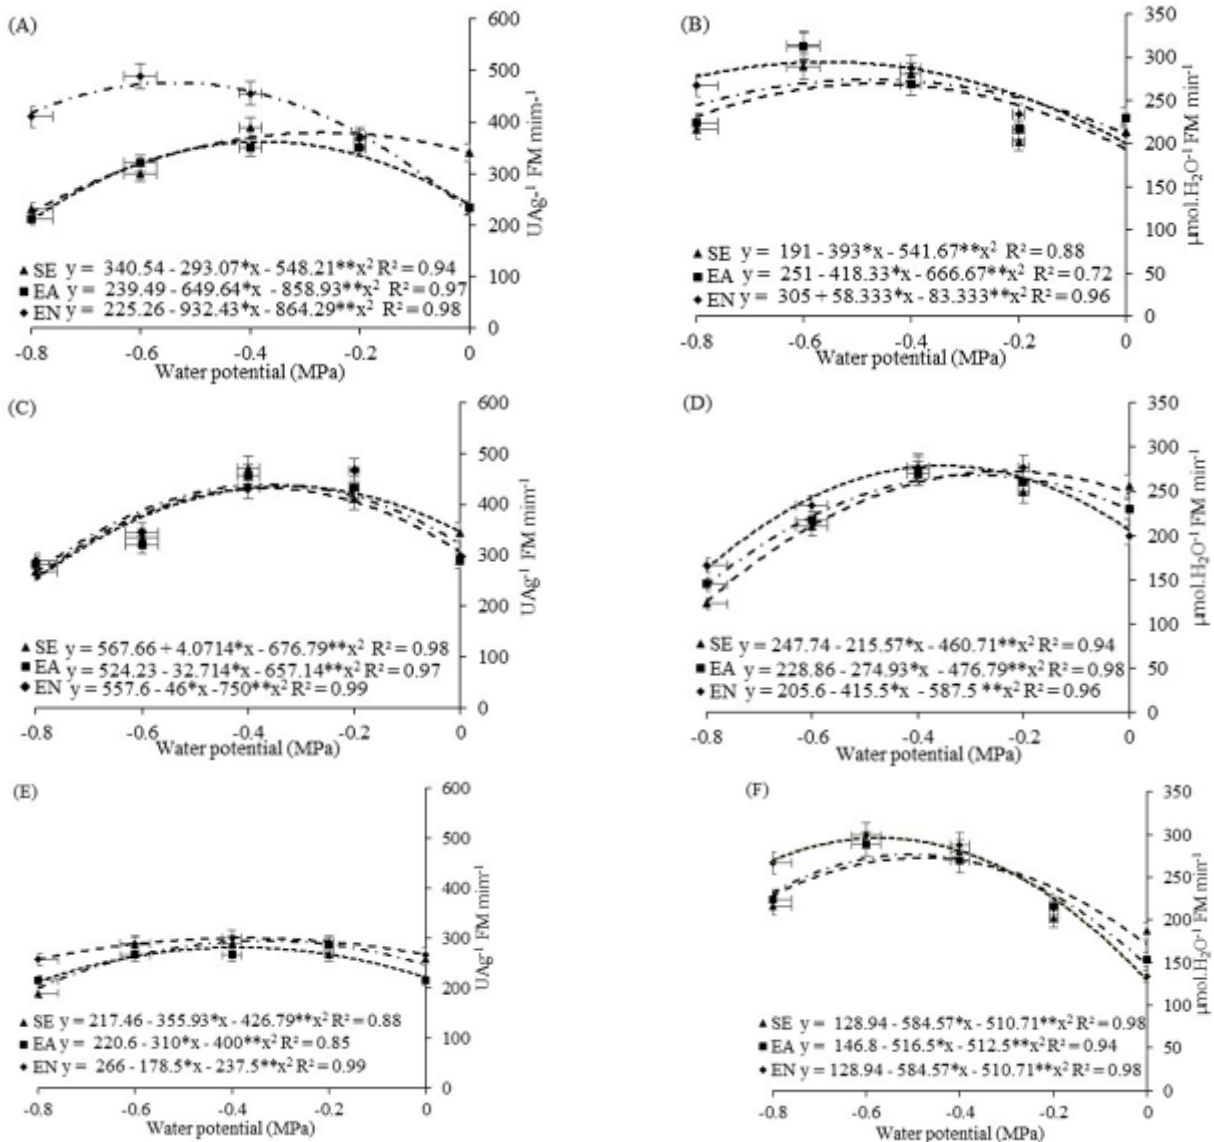 (A)
600
500
400
300
200
100
0
UAg-¹ FM mim-¹
SE y = 340.54 - 293.07*x - 548.21**x² R² = 0.94
EA y = 239.49 - 649.64*x - 858.93**x² R² = 0.97
EN y = 225.26 - 932.43*x - 864.29**x² R² = 0.98
-0.8 -0.6 -0.4 -0.2 0
Water potential (MPa)
(B)
350
300
250
200
150
100
50
0
μmol.H₂O⁻¹ FM min⁻¹
SE y = 191 - 393*x - 541.67**x² R² = 0.88
EA y = 251 - 418.33*x - 666.67**x² R² = 0.72
EN y = 305 + 58.333*x - 83.333**x² R² = 0.96
-0.8 -0.6 -0.4 -0.2 0
Water potential (MPa)
(C)
600
500
400
300
200
100
0
UAg⁻¹ FM mim⁻¹
SE y = 567.66 + 4.0714*x - 676.79**x² R² = 0.98
EA y = 524.23 - 32.714*x - 657.14**x² R² = 0.97
EN y = 557.6 - 46*x -750**x² R² = 0.99
-0.8 -0.6 -0.4 -0.2 0
Water potential (MPa)
(D)
350
300
250
200
150
100
50
0
μmol.H₂O⁻¹ FM min⁻¹
SE y = 247.74 - 215.57*x - 460.71**x² R² = 0.94
EA y = 228.86 - 274.93*x - 476.79**x² R² = 0.98
EN y = 205.6 - 415.5*x - 587.5 **x² R² = 0.96
-0.8 -0.6 -0.4 -0.2 0
Water potential (MPa)
(E)
600
500
400
300
200
100
0
UAg⁻¹ FM mim⁻¹
SE y = 217.46 - 355.93*x - 426.79**x² R² = 0.88
EA y = 220.6 - 310*x - 400**x² R² = 0.85
EN y = 266 - 178.5*x - 237.5**x² R² = 0.99
-0.8 -0.6 -0.4 -0.2 0
Water potential (MPa)
(F)
350
300
250
200
150
100
50
0
μmol.H₂O⁻¹ FM min⁻¹
SE y = 128.94 - 584.57*x - 510.71**x² R² = 0.98
EA y = 146.8 - 516.5*x - 512.5**x² R² = 0.94
EN y = 128.94 - 584.57*x - 510.71**x² R² = 0.98
-0.8 -0.6 -0.4 -0.2 0
Water potential (MPa)